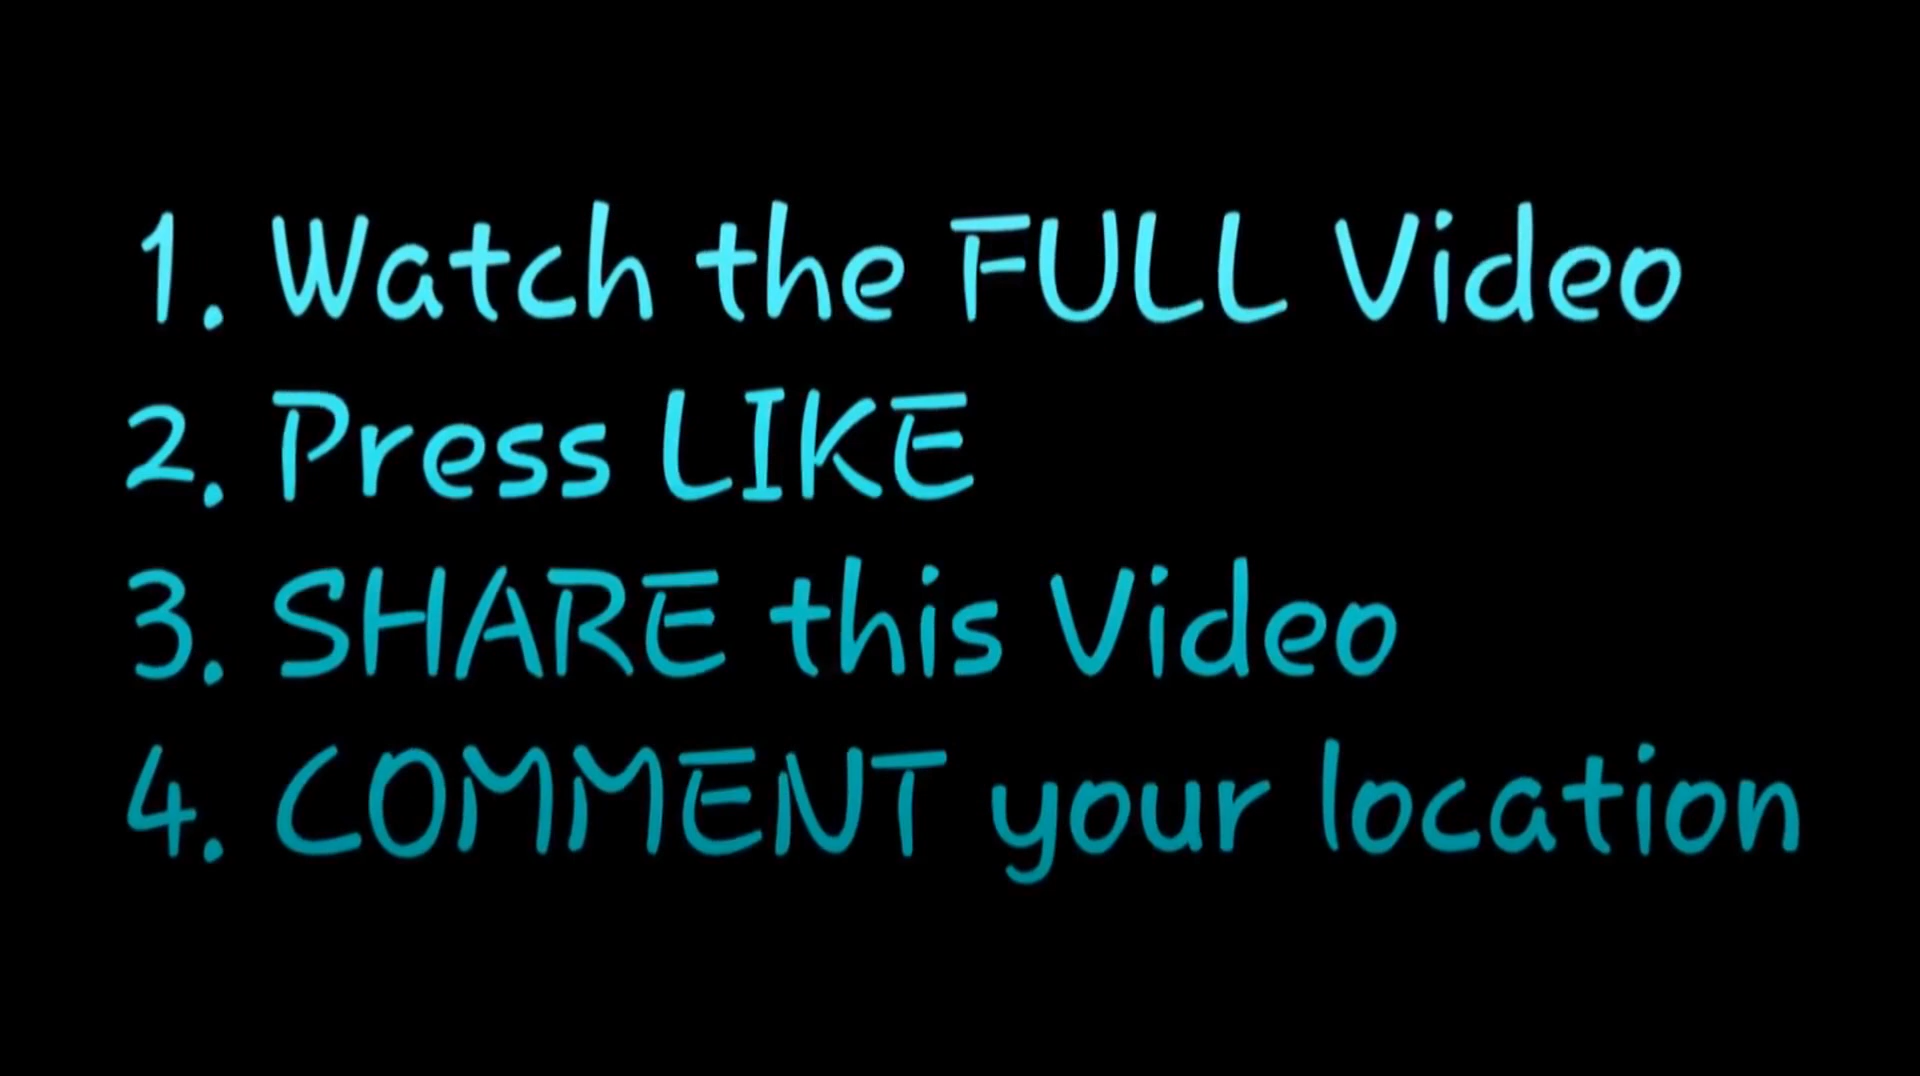 1. Watch the FULL Video
2. Press LIKE
3. SHARE this Video
4. COMMENT your location